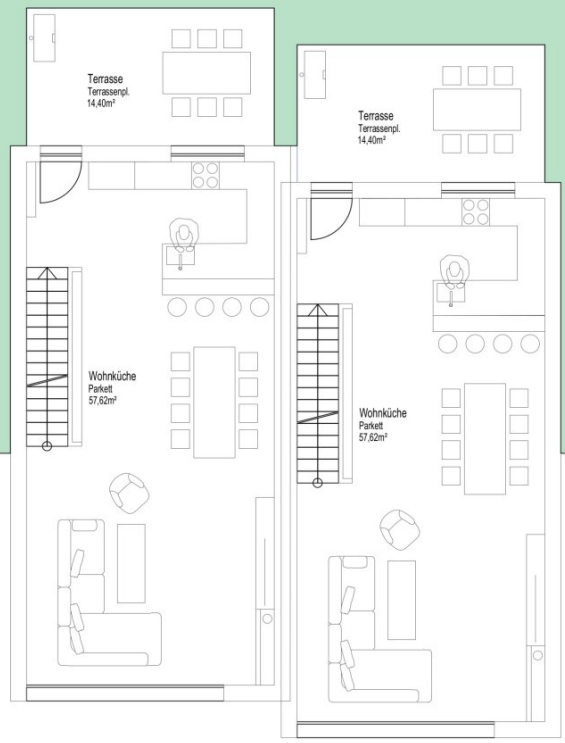 Terrasse
Terrassenpl.
14,40m²
Terrasse
Terrassenpl.
14,40m²
Wohnküche
Parkett
57,62m²
Wohnküche
Parkett
57,62m²